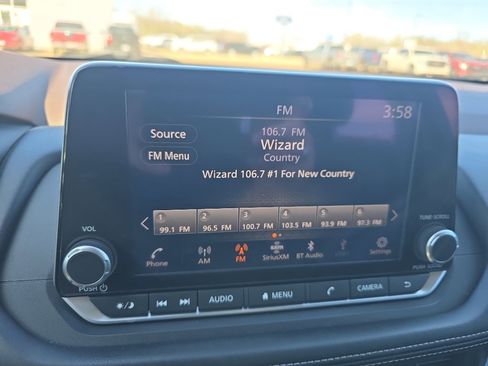 FM
3:58
Source
106.7 FM
Wizard
FM Menu
Country
Wizard 106.7 #1 For New Country
1 2 3 4 5 6
99.1 FM 96.5 FM 100.7 FM 103.5 FM 93.9 FM 97.3 FM
VOL
TUNE·SCROLL
Phone AM FM SiriusXM BT Audio Settings
PUSH
PUSH SOUND
AUDIO MENU CAMERA